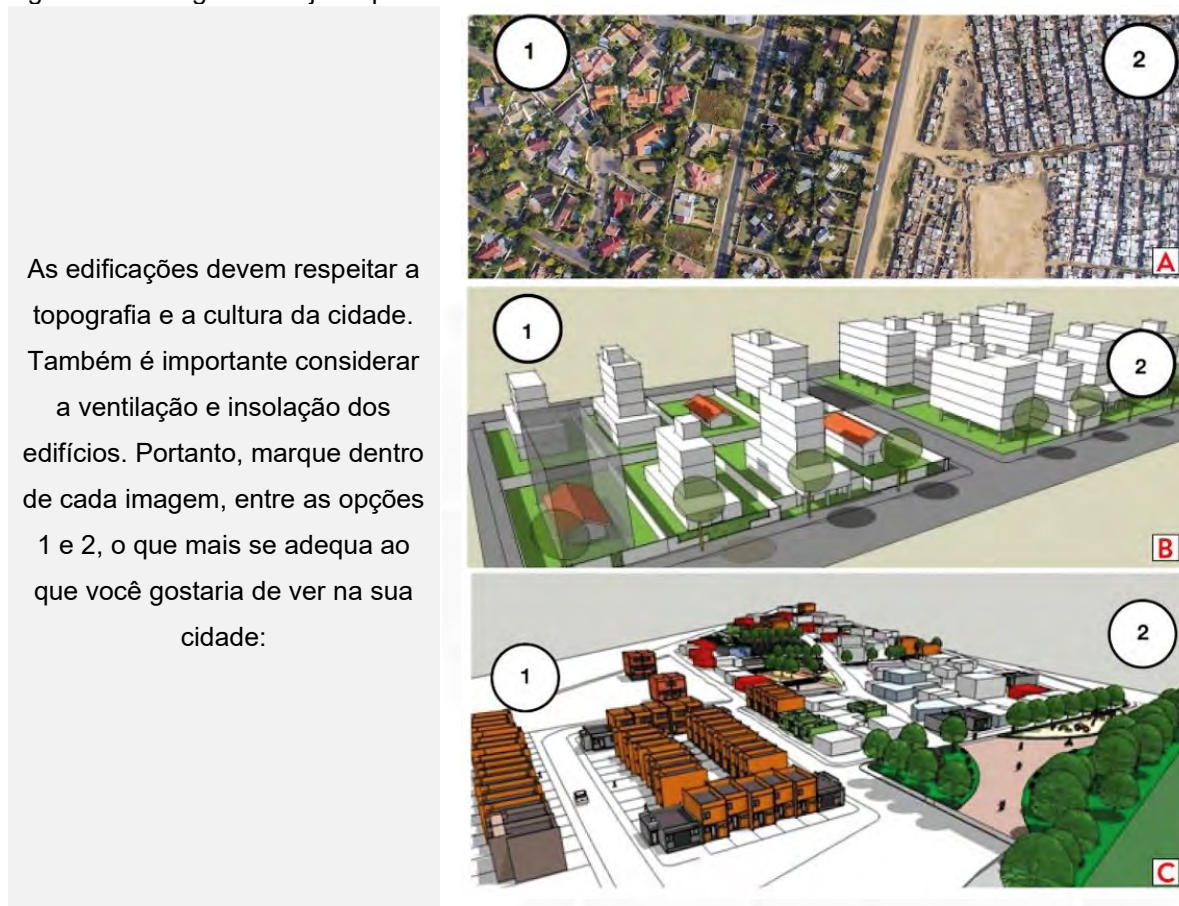 As edificações devem respeitar a
topografia e a cultura da cidade.
Também é importante considerar
a ventilação e insolação dos
edifícios. Portanto, marque dentro
de cada imagem, entre as opções
1 e 2, o que mais se adequa ao
que você gostaria de ver na sua
cidade:
1
2
A
1
2
B
1
2
C